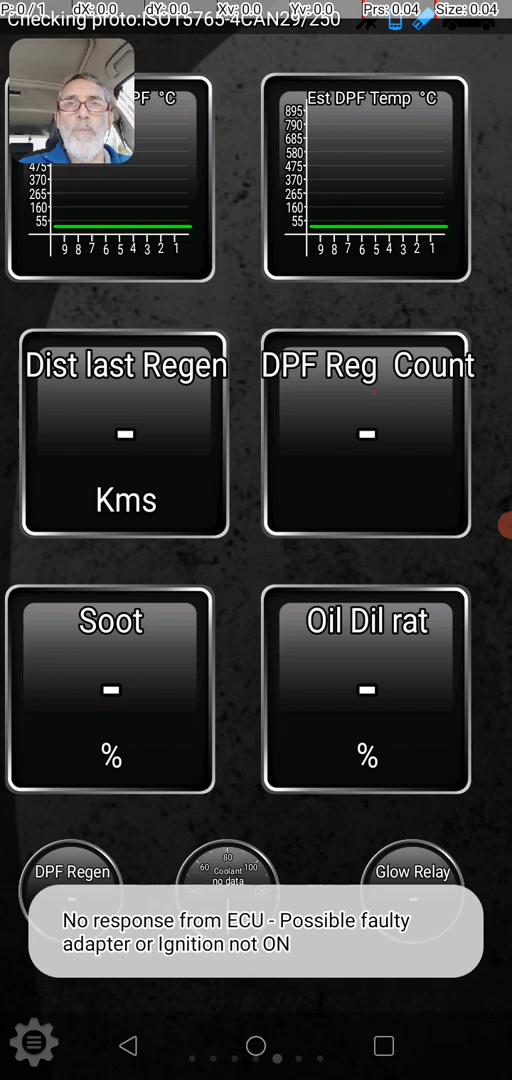 P: 0 / 1 dX: 0.0 dY: 0.0 Xv: 0.0 Yv: 0.0 Prs: 0.04 Size: 0.04
Checking proto:ISO15765-4CAN29/250
PF °C
475
370
265
160
55
9 8 7 6 5 4 3 2 1
Est DPF Temp °C
895
790
685
580
475
370
265
160
55
9 8 7 6 5 4 3 2 1
Dist last Regen
-
Kms
DPF Reg Count
-
Soot
-
%
Oil Dil rat
-
%
DPF Regen
80
60 100
Coolant
no data
40 120
Glow Relay
No response from ECU - Possible faulty
adapter or Ignition not ON